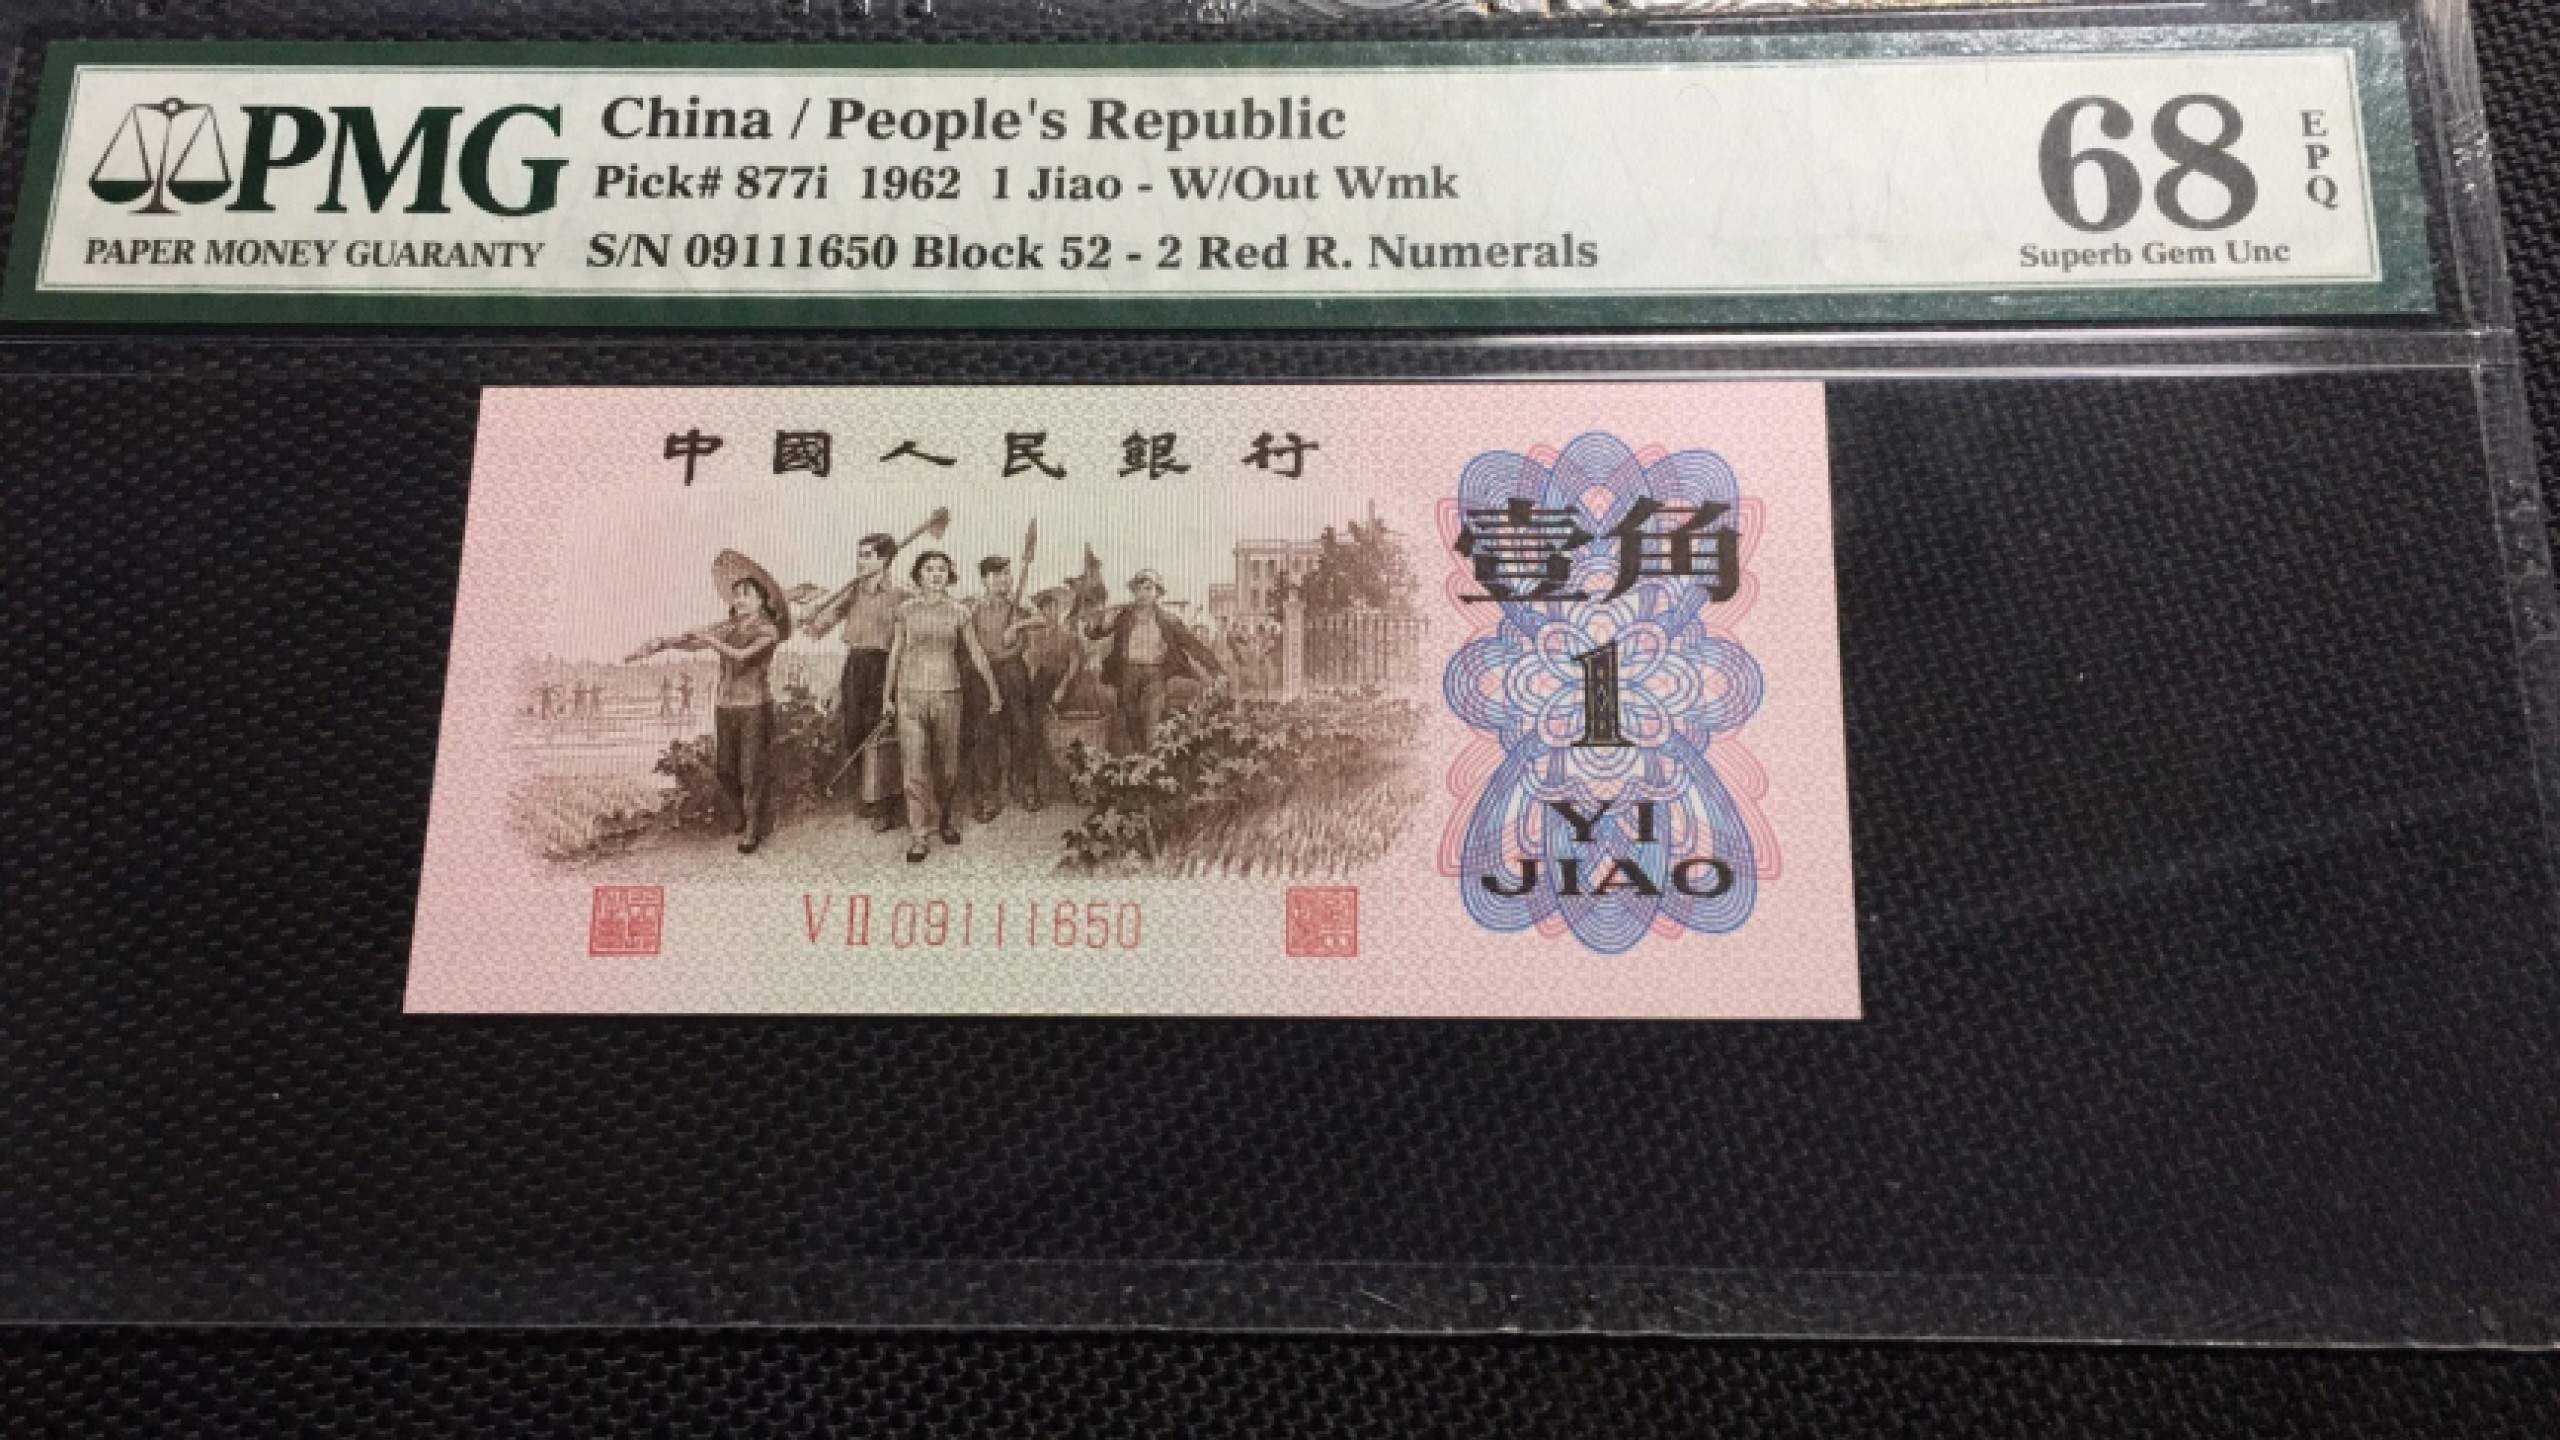 PMG
PAPER MONEY GUARANTY
China / People's Republic
Pick# 877i 1962 1 Jiao - W/Out Wmk
S/N 09111650 Block 52 - 2 Red R. Numerals
68
EPQ
Superb Gem Unc
中國人民銀行
壹角
1
YI
JIAO
V II 09111650